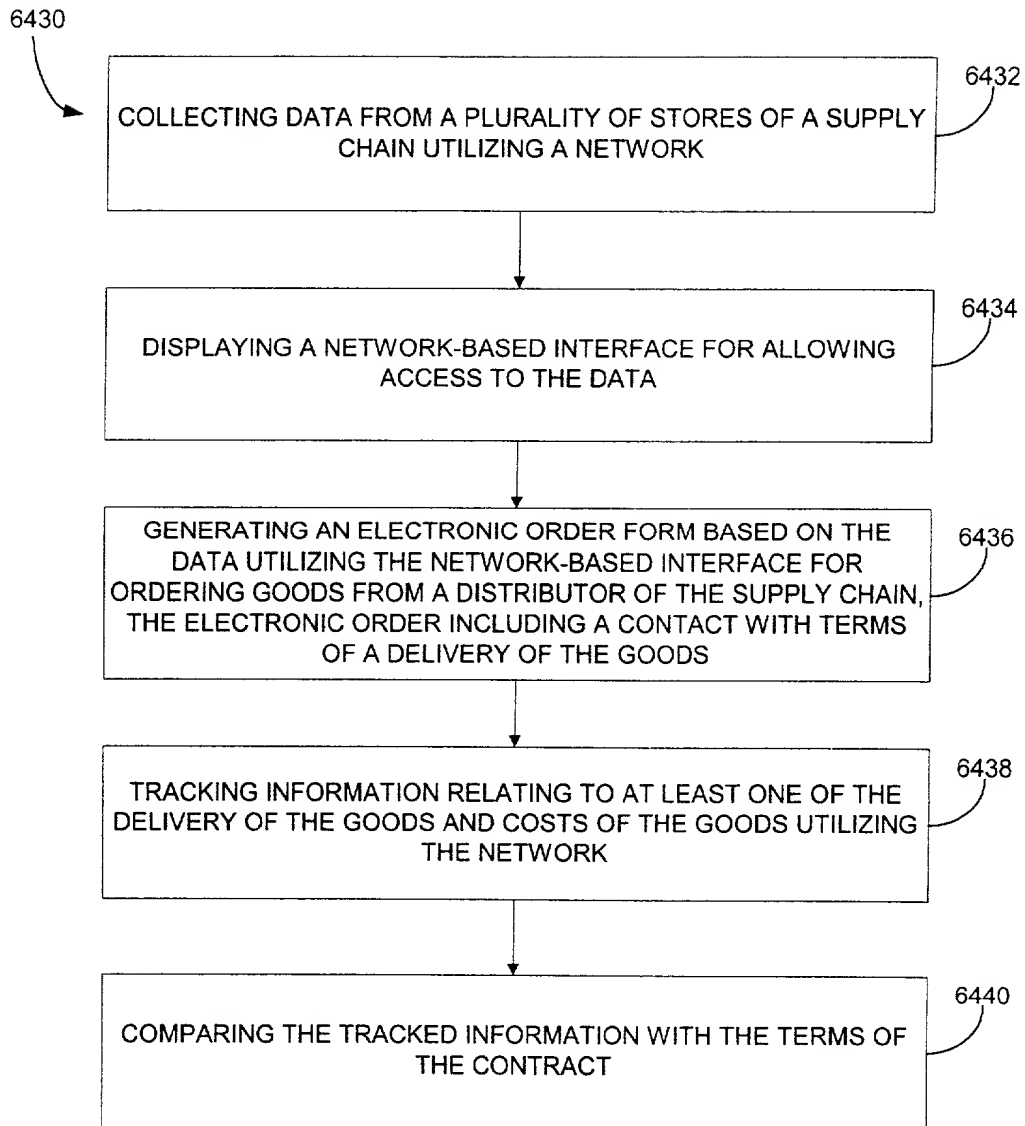 6430
6432
COLLECTING DATA FROM A PLURALITY OF STORES OF A SUPPLY
CHAIN UTILIZING A NETWORK
6434
DISPLAYING A NETWORK-BASED INTERFACE FOR ALLOWING
ACCESS TO THE DATA
6436
GENERATING AN ELECTRONIC ORDER FORM BASED ON THE
DATA UTILIZING THE NETWORK-BASED INTERFACE FOR
ORDERING GOODS FROM A DISTRIBUTOR OF THE SUPPLY CHAIN,
THE ELECTRONIC ORDER INCLUDING A CONTACT WITH TERMS
OF A DELIVERY OF THE GOODS
6438
TRACKING INFORMATION RELATING TO AT LEAST ONE OF THE
DELIVERY OF THE GOODS AND COSTS OF THE GOODS UTILIZING
THE NETWORK
6440
COMPARING THE TRACKED INFORMATION WITH THE TERMS OF
THE CONTRACT